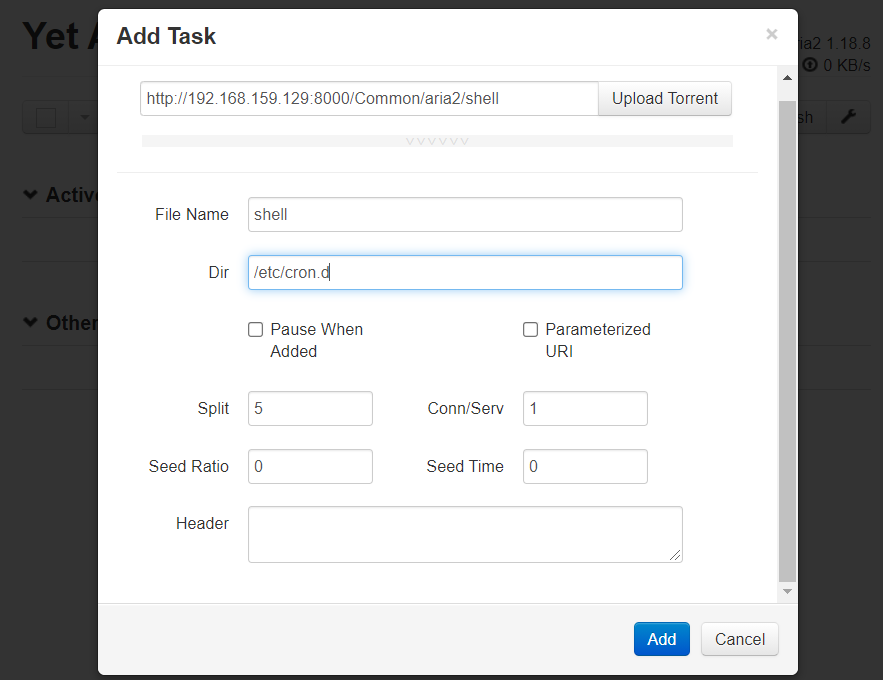 Yet A
Add Task
×
ria2 1.18.8
0 KB/s
http://192.168.159.129:8000/Common/aria2/shell
Upload Torrent
sh
Active
File Name
shell
Dir
/etc/cron.d
Other
Pause When
Added
Parameterized
URI
Split
5
Conn/Serv
1
Seed Ratio
0
Seed Time
0
Header
Add
Cancel